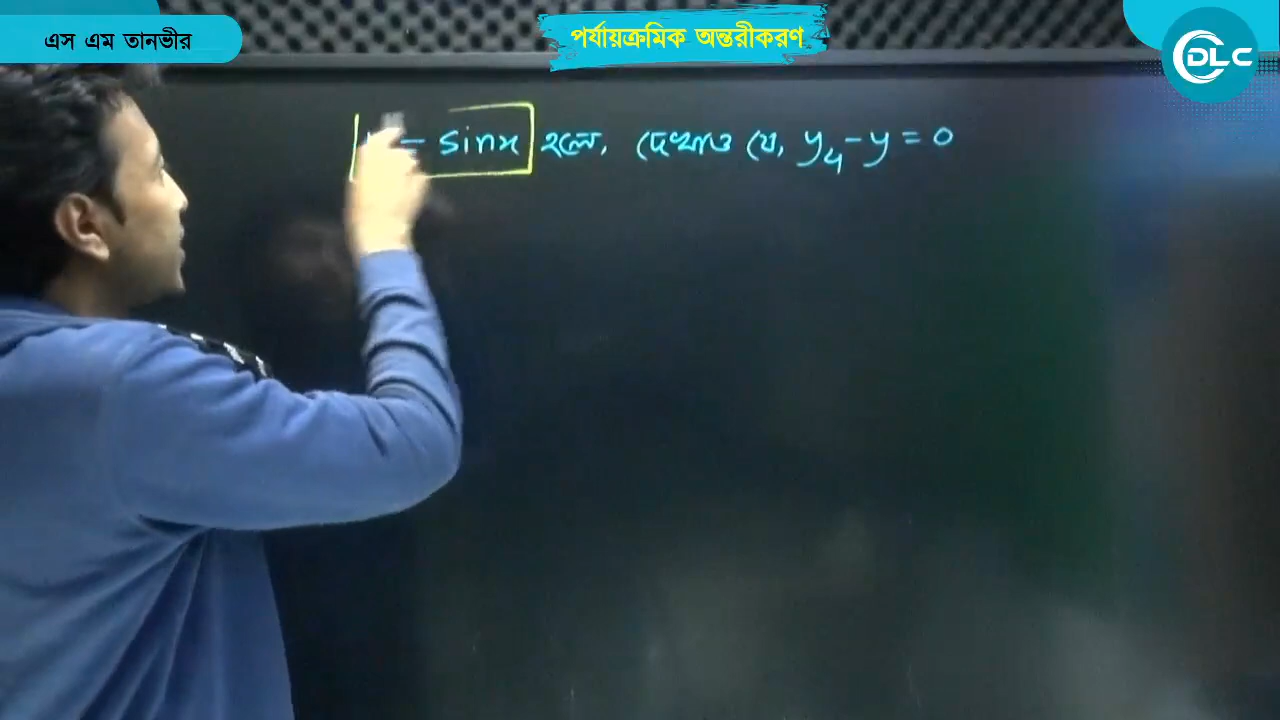 এস এম তানভীর
পর্যায়ক্রমিক অন্তরীকরণ
DLC
= sinx হলে, দেখাও যে, y₄ - y = 0